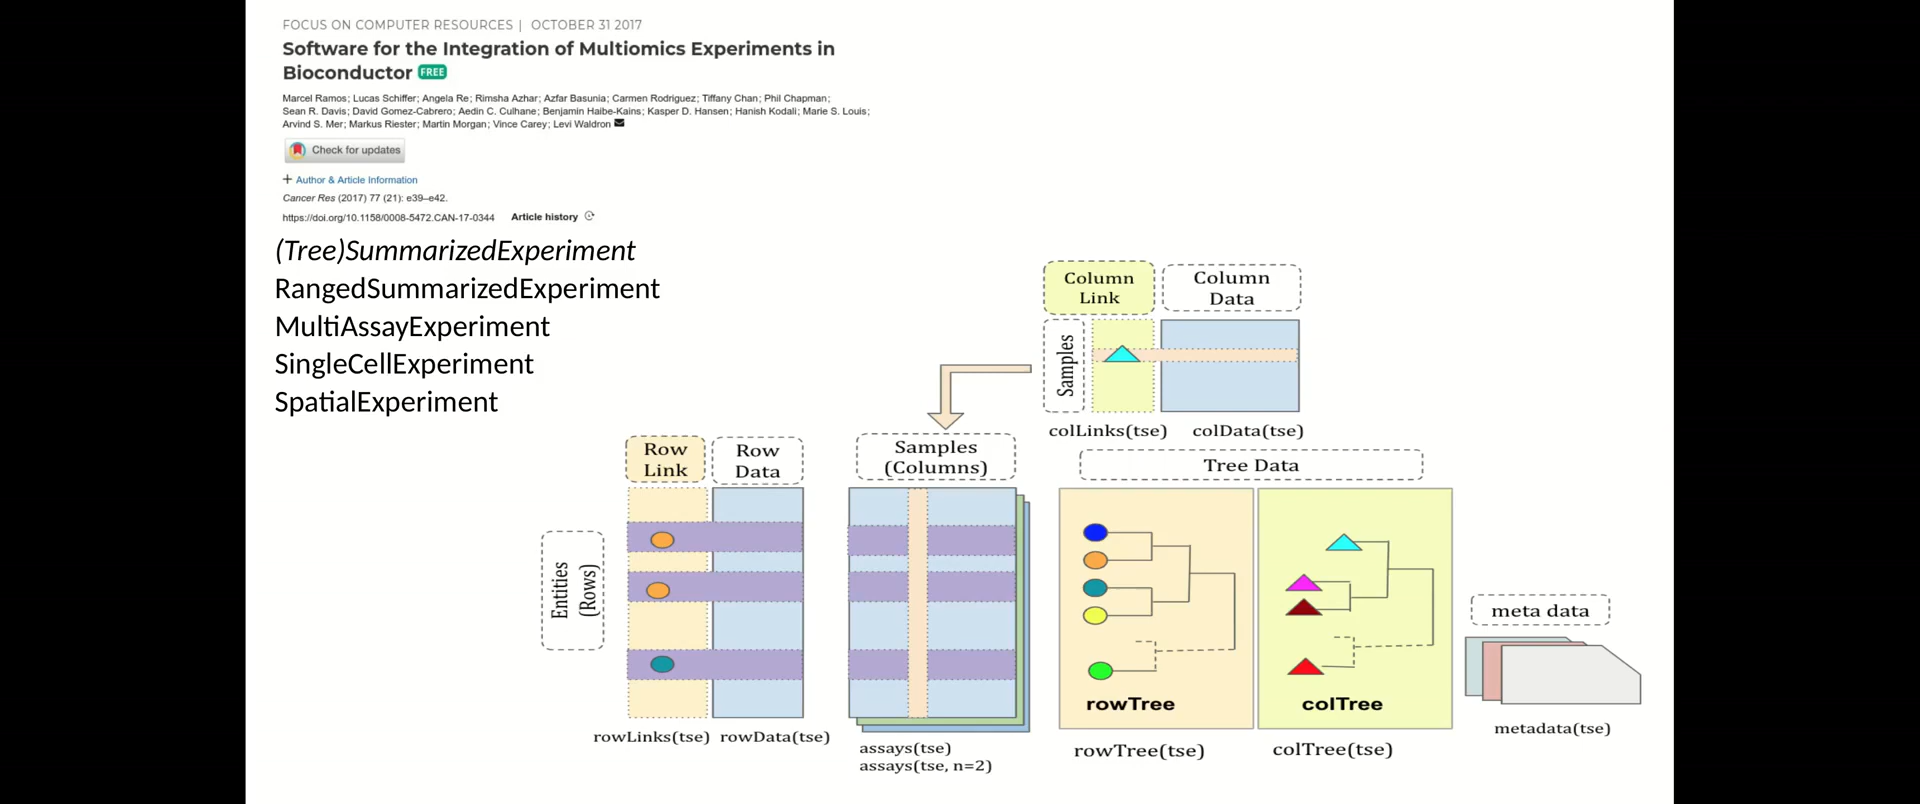 FOCUS ON COMPUTER RESOURCES | OCTOBER 31 2017
Software for the Integration of Multiomics Experiments in
Bioconductor FREE
Marcel Ramos; Lucas Schiffer; Angela Re; Rimsha Azhar; Azfar Basunia; Carmen Rodriguez; Tiffany Chan; Phil Chapman;
Sean R. Davis; David Gomez-Cabrero; Aedin C. Culhane; Benjamin Haibe-Kains; Kasper D. Hansen; Hanish Kodali; Marie S. Louis;
Arvind S. Mer; Markus Riester; Martin Morgan; Vince Carey; Levi Waldron
Check for updates
+ Author & Article Information
Cancer Res (2017) 77 (21): e39–e42.
https://doi.org/10.1158/0008-5472.CAN-17-0344 Article history
(Tree)SummarizedExperiment
RangedSummarizedExperiment
MultiAssayExperiment
SingleCellExperiment
SpatialExperiment
Column
Link
Column
Data
Samples
colLinks(tse) colData(tse)
Row
Link
Row
Data
Samples
(Columns)
Tree Data
Entities
(Rows)
rowTree
colTree
meta data
rowLinks(tse) rowData(tse)
assays(tse)
assays(tse, n=2)
rowTree(tse)
colTree(tse)
metadata(tse)